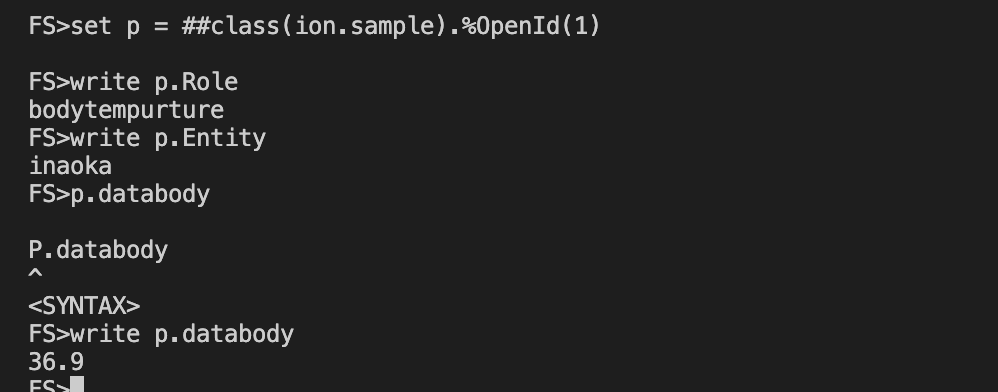 FS>set p = ##class(ion.sample).%OpenId(1)
FS>write p.Role
bodytempurture
FS>write p.Entity
inaoka
FS>p.databody
P.databody
^
<SYNTAX>
FS>write p.databody
36.9
FS>